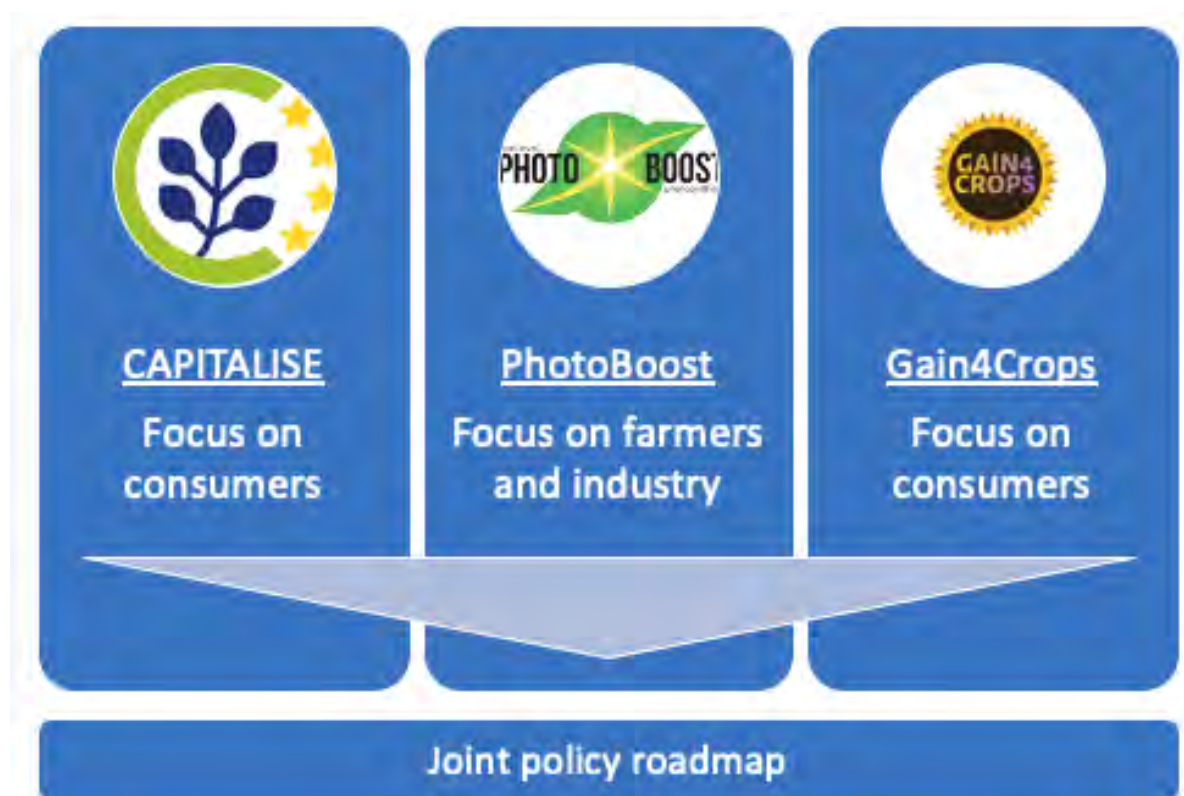 PHOTO BOOST
GAIN4
CROPS
CAPITALISE
Focus on
consumers
PhotoBoost
Focus on farmers
and industry
Gain4Crops
Focus on
consumers
Joint policy roadmap